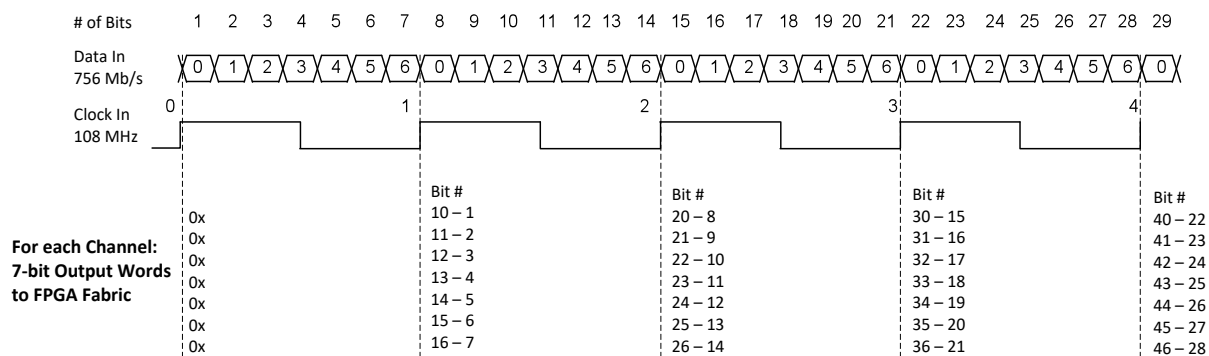 # of Bits 1 2 3 4 5 6 7 8 9 10 11 12 13 14 15 16 17 18 19 20 21 22 23 24 25 26 27 28 29
Data In
756 Mb/s
0 1 2 3 4 5 6 0 1 2 3 4 5 6 0 1 2 3 4 5 6 0 1 2 3 4 5 6 0
0 1 2 3 4
Clock In
108 MHz
Bit # Bit # Bit # Bit #
0x 10 – 1 20 – 8 30 – 15 40 – 22
0x 11 – 2 21 – 9 31 – 16 41 – 23
0x 12 – 3 22 – 10 32 – 17 42 – 24
0x 13 – 4 23 – 11 33 – 18 43 – 25
0x 14 – 5 24 – 12 34 – 19 44 – 26
0x 15 – 6 25 – 13 35 – 20 45 – 27
0x 16 – 7 26 – 14 36 – 21 46 – 28
For each Channel:
7-bit Output Words
to FPGA Fabric